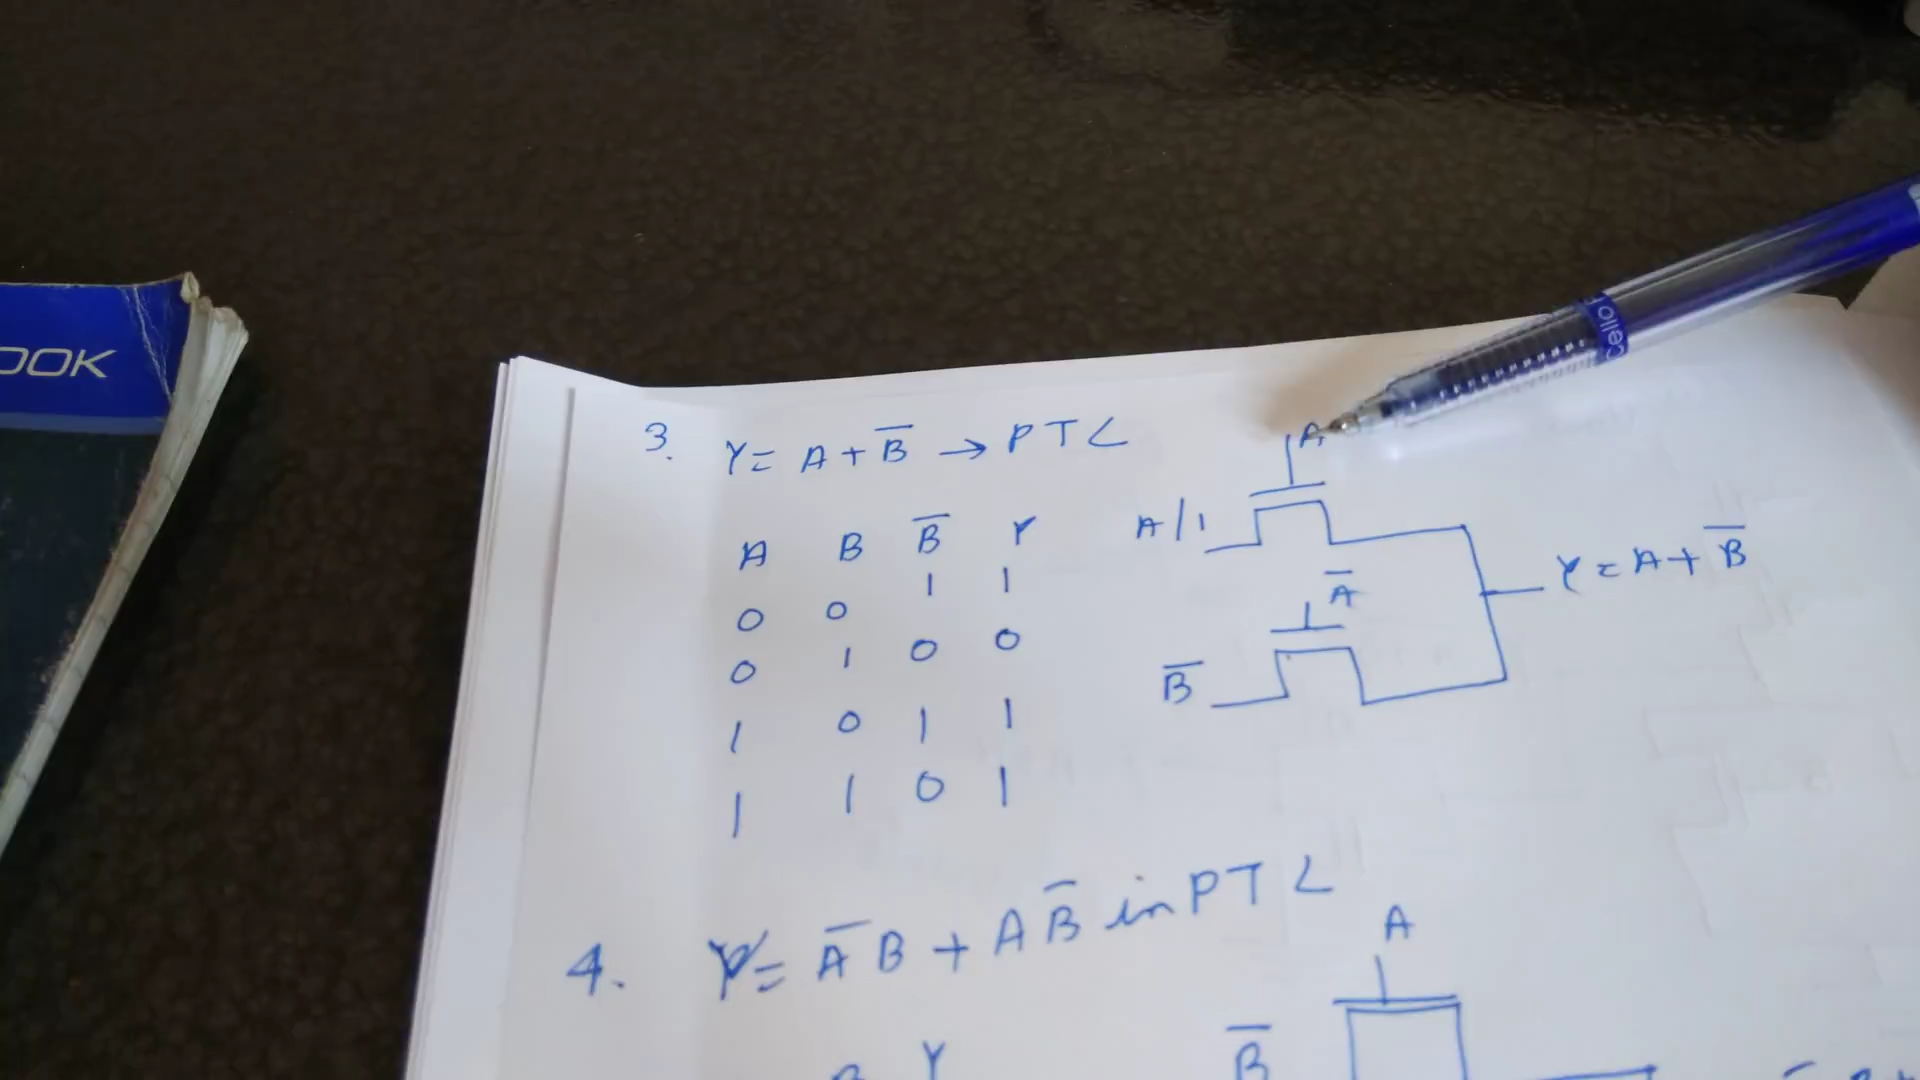 OOK
cello
3. Y = A + B̅ → PTL
A B B̅ Y
0 0 1 1
0 1 0 0
1 0 1 1
1 1 0 1
A
A/1
A̅
B̅
Y = A + B̅
4. Y = A̅B + AB̅ in PTL
A
Y
B̅